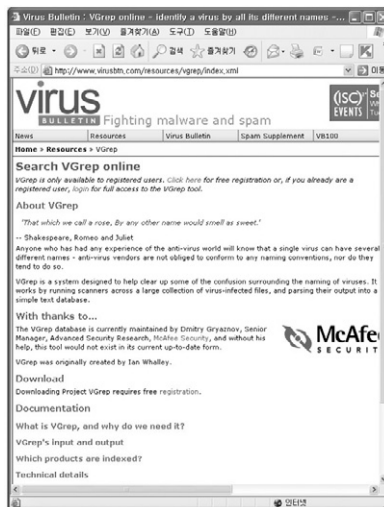 Virus Bulletin : VGrep online - identify a virus by all its different names - ...
파일(F) 편집(E) 보기(V) 즐겨찾기(A) 도구(T) 도움말(H)
뒤로 검색 즐겨찾기
주소(D) http://www.virusbtn.com/resources/vgrep/index.xml 이동
virus
BULLETIN Fighting malware and spam
(ISC)²
EVENTS
News Resources Virus Bulletin Spam Supplement VB100
Home > Resources > VGrep
Search VGrep online
VGrep is only available to registered users. Click here for free registration or, if you already are a
registered user, login for full access to the VGrep tool.
About VGrep
"That which we call a rose, By any other name would smell as sweet."
-- Shakespeare, Romeo and Juliet
Anyone who has had any experience of the anti-virus world will know that a single virus can have several
different names - anti-virus vendors are not obliged to conform to any naming conventions, nor do they
tend to do so.
VGrep is a system designed to help clear up some of the confusion surrounding the naming of viruses. It
works by running scanners across a large collection of virus-infected files, and parsing their output into a
simple text database.
With thanks to...
The VGrep database is currently maintained by Dmitry Gryaznov, Senior
Manager, Advanced Security Research, McAfee Security, and without his
help, this tool would not exist in its current up-to-date form.
McAfe
SECURIT
VGrep was originally created by Ian Whalley.
Download
Downloading Project VGrep requires free registration.
Documentation
What is VGrep, and why do we need it?
VGrep's input and output
Which products are indexed?
Technical details
인터넷